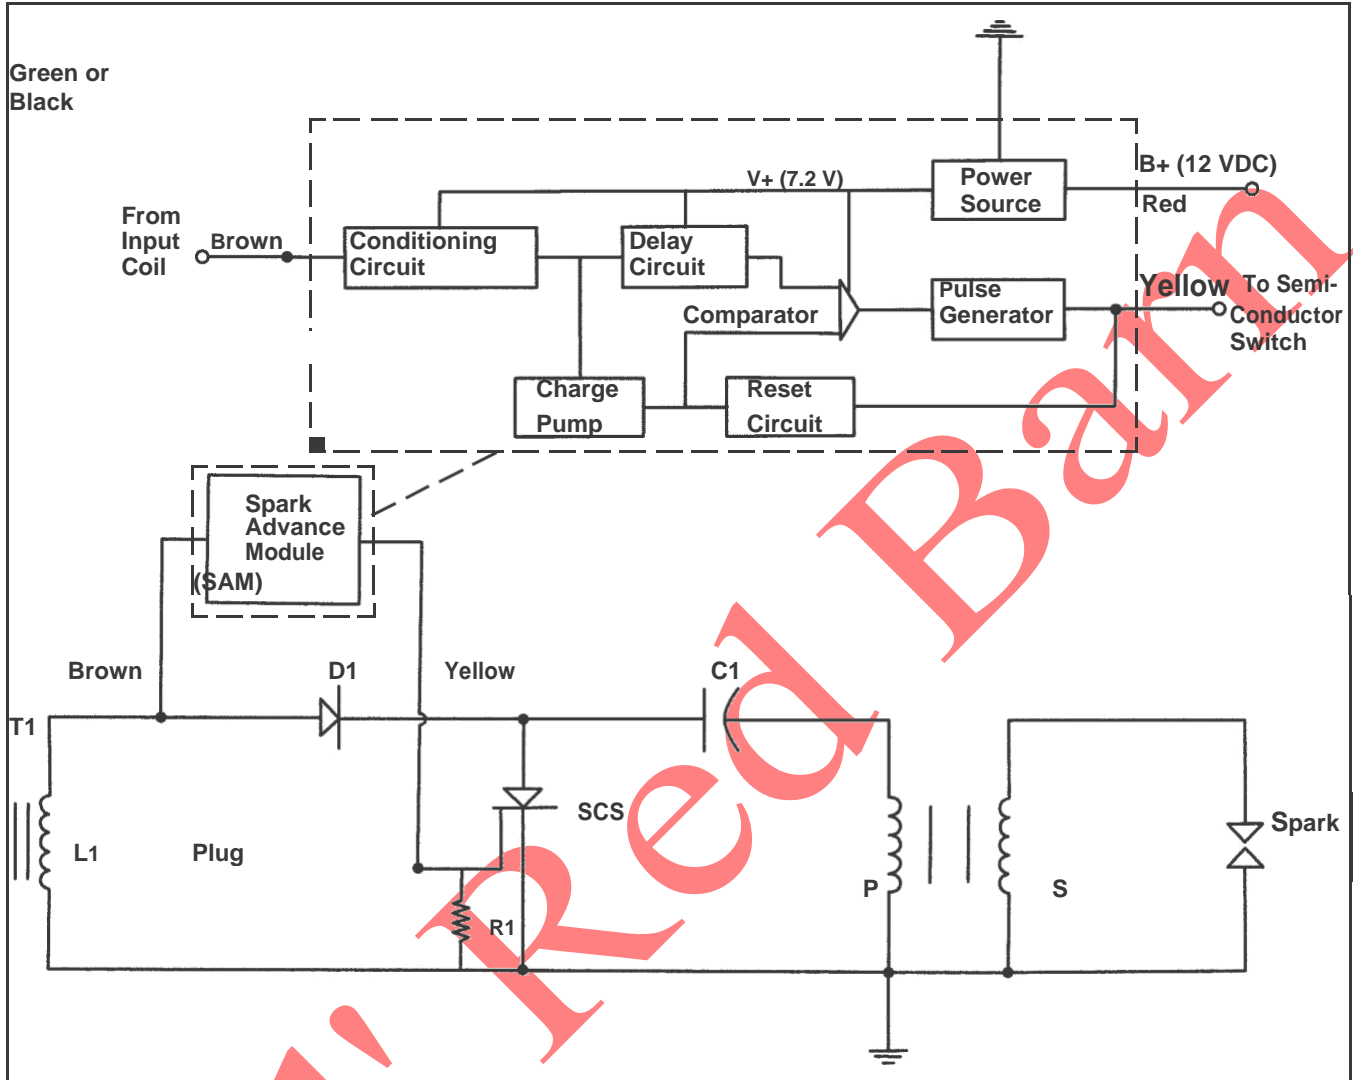 Green or
Black
V+ (7.2 V)
Power
Source
B+ (12 VDC)
Red
From
Input
Coil
Brown
Conditioning
Circuit
Delay
Circuit
Comparator
Pulse
Generator
Yellow
To Semi-
Conductor
Switch
Charge
Pump
Reset
Circuit
Spark
Advance
Module
(SAM)
Brown
D1
Yellow
C1
T1
SCS
L1
Plug
R1
P
S
Spark
' Red Barn